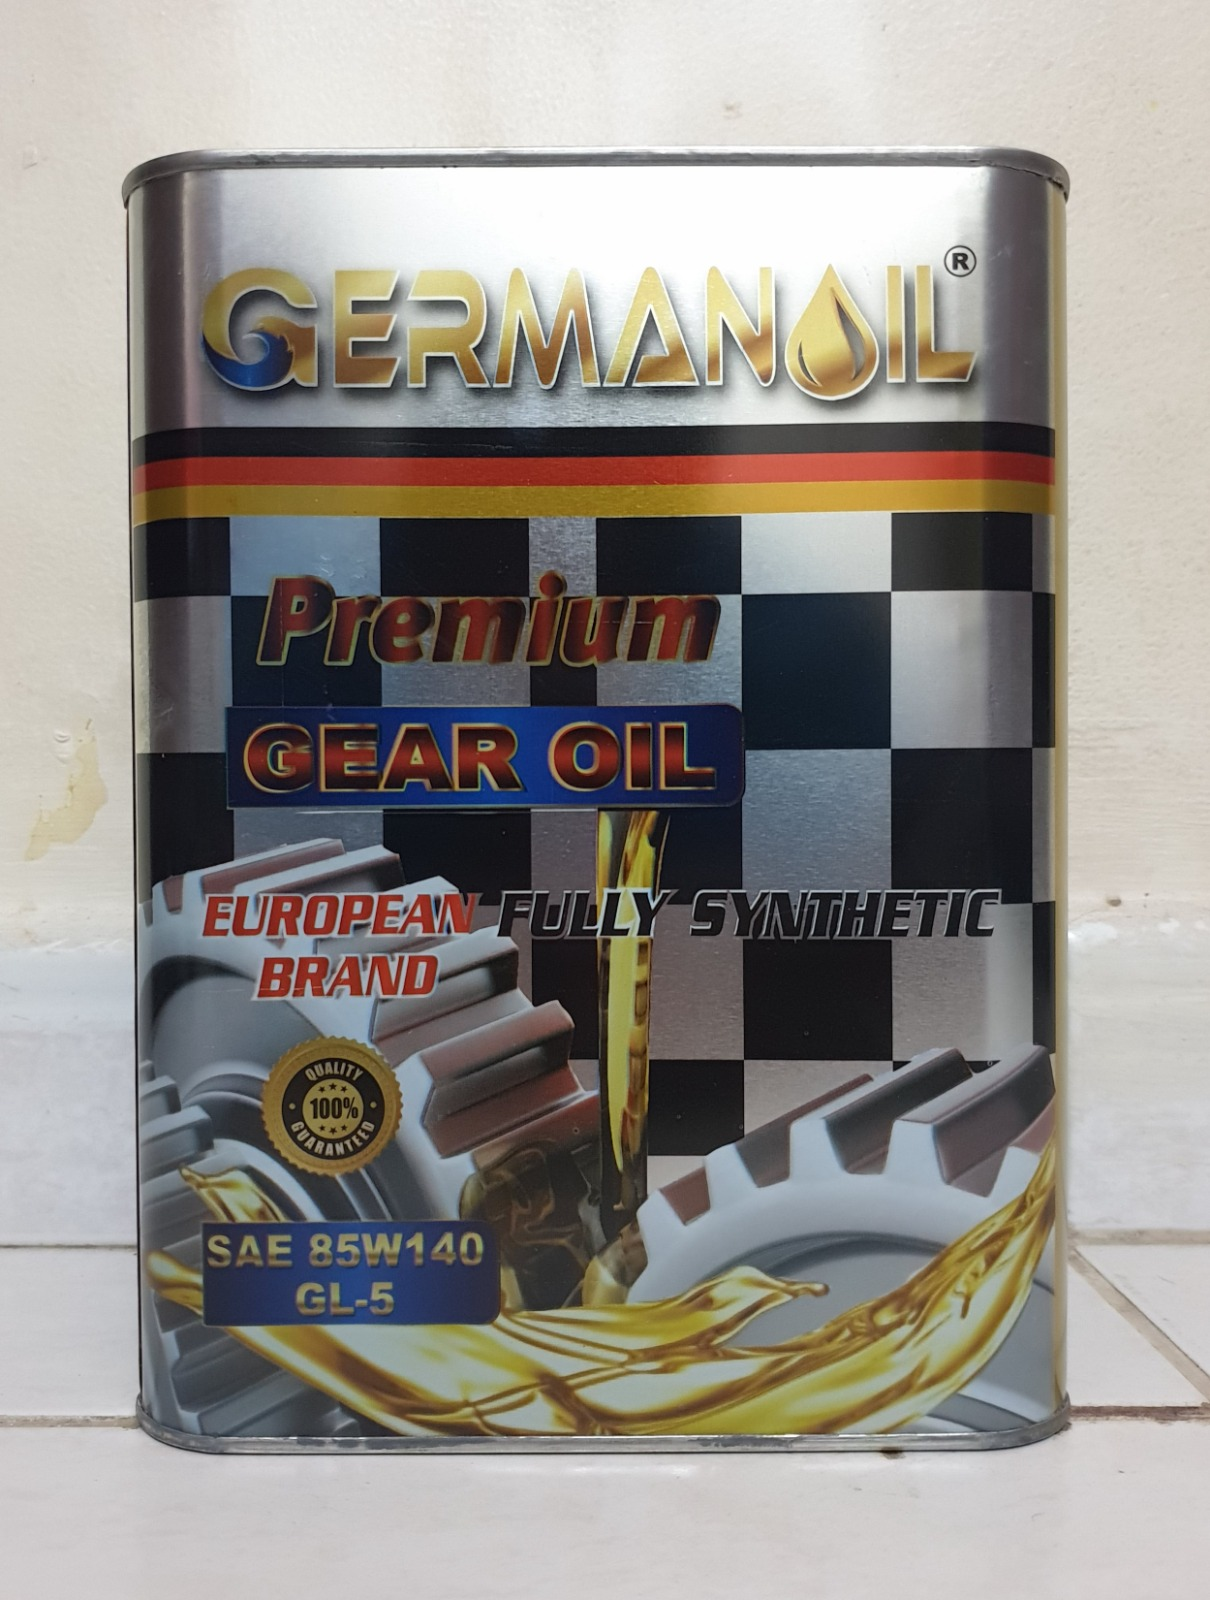 GERMANOIL®
Premium
GEAR OIL
EUROPEAN FULLY SYNTHETIC
BRAND
QUALITY
100%
GUARANTEED
SAE 85W140
GL-5